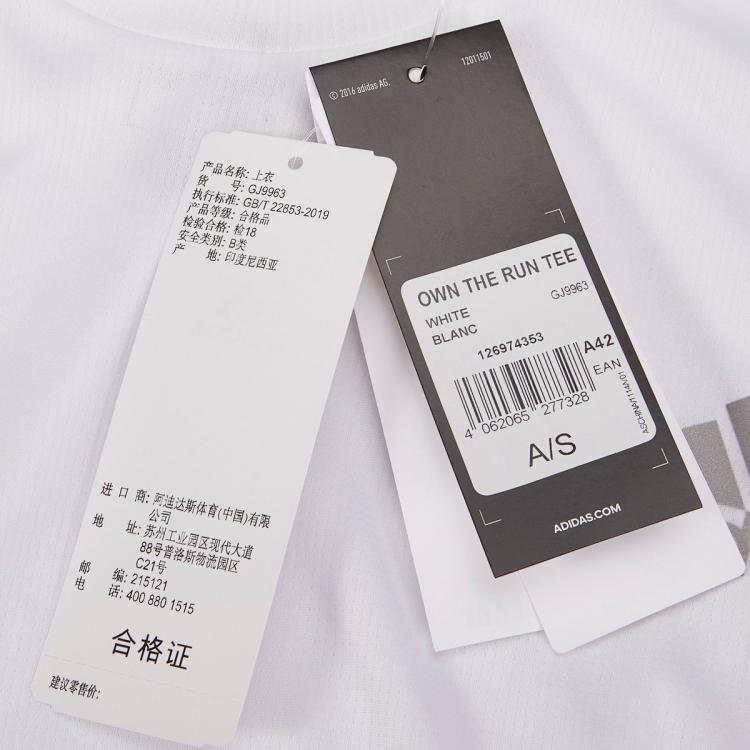 产品名称: 上衣
货 号: GJ9963
执行标准: GB/T 22853-2019
产品等级: 合格品
检验合格: 检18
安全类别: B类
产 地: 印度尼西亚
进 口 商: 阿迪达斯体育(中国)有限
公司
地 址: 苏州工业园区现代大道
88号普洛斯物流园区
C21号
邮 编: 215121
电 话: 400 880 1515
合格证
建议零售价:
© 2016 adidas AG.
12011501
OWN THE RUN TEE
WHITE
GJ9963
BLANC
126974353
A42
EAN
4 062065 277328
A/S
ADIDAS.COM